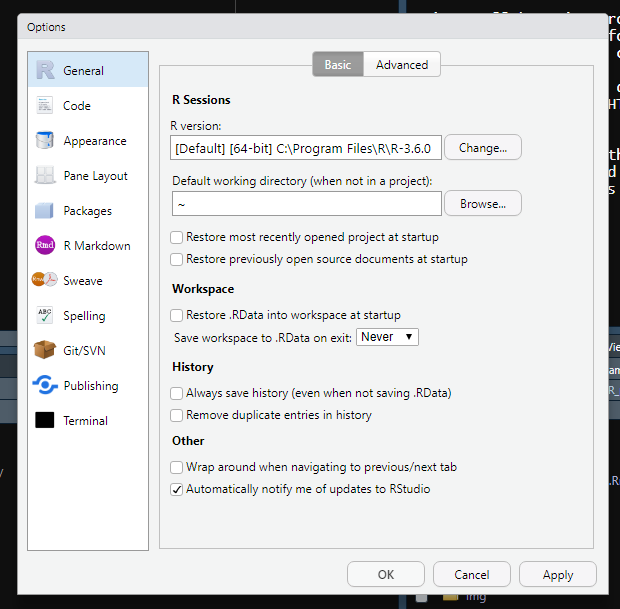 Options
R General
Code
Appearance
Pane Layout
Packages
Rmd R Markdown
Sweave
ABC Spelling
Git/SVN
Publishing
Terminal
Basic Advanced
R Sessions
R version:
[Default] [64-bit] C:\Program Files\R\R-3.6.0 Change...
Default working directory (when not in a project):
~ Browse...
Restore most recently opened project at startup
Restore previously open source documents at startup
Workspace
Restore .RData into workspace at startup
Save workspace to .RData on exit: Never
History
Always save history (even when not saving .RData)
Remove duplicate entries in history
Other
Wrap around when navigating to previous/next tab
Automatically notify me of updates to RStudio
OK Cancel Apply
img